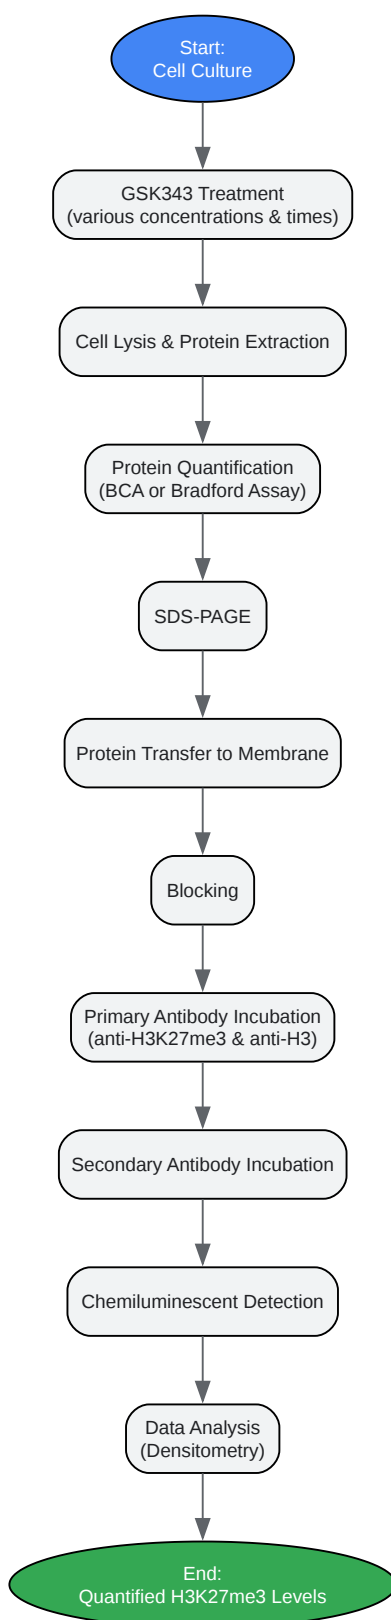 Start:
Cell Culture
GSK343 Treatment
(various concentrations & times)
Cell Lysis & Protein Extraction
Protein Quantification
(BCA or Bradford Assay)
SDS-PAGE
Protein Transfer to Membrane
Blocking
Primary Antibody Incubation
(anti-H3K27me3 & anti-H3)
Secondary Antibody Incubation
Chemiluminescent Detection
Data Analysis
(Densitometry)
End:
Quantified H3K27me3 Levels